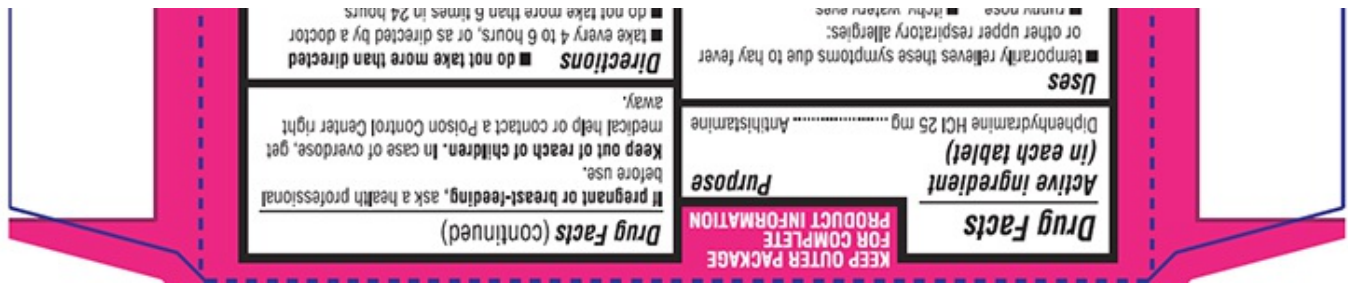 KEEP OUTER PACKAGE
FOR COMPLETE
PRODUCT INFORMATION
Drug Facts
Active ingredient
(in each tablet)
Purpose
Diphenhydramine HCl 25 mg .................. Antihistamine
Uses
■ temporarily relieves these symptoms due to hay fever
or other upper respiratory allergies:
■ runny nose ■ itchy, watery eyes
Drug Facts (continued)
If pregnant or breast-feeding, ask a health professional
before use.
Keep out of reach of children. In case of overdose, get
medical help or contact a Poison Control Center right
away.
Directions ■ do not take more than directed
■ take every 4 to 6 hours, or as directed by a doctor
■ do not take more than 6 times in 24 hours